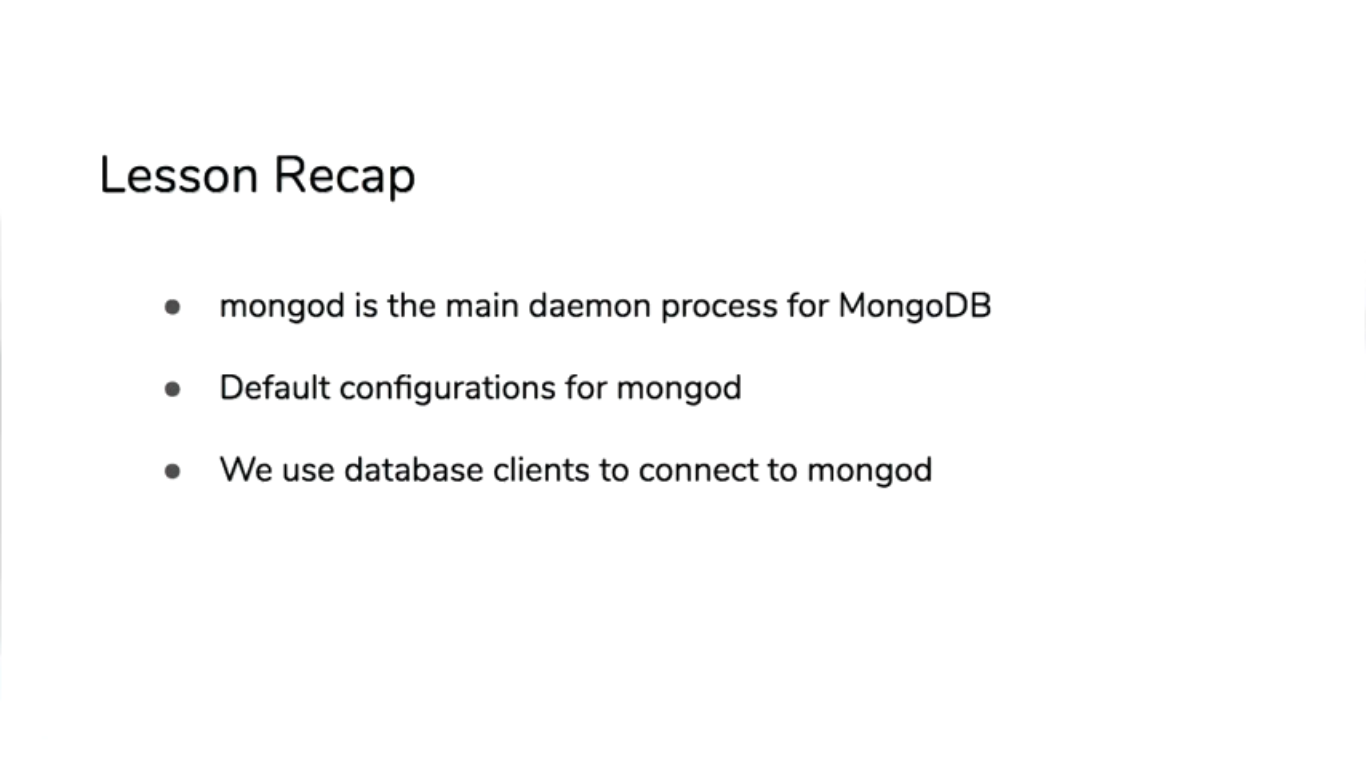 Lesson Recap
● mongod is the main daemon process for MongoDB
● Default configurations for mongod
● We use database clients to connect to mongod